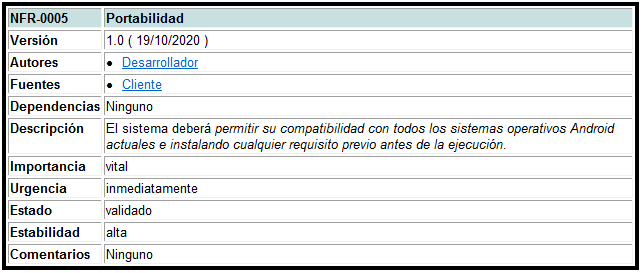 NFR-0005 Portabilidad
Versión 1.0 ( 19/10/2020 )
Autores • Desarrollador
Fuentes • Cliente
Dependencias Ninguno
Descripción El sistema deberá permitir su compatibilidad con todos los sistemas operativos Android
actuales e instalando cualquier requisito previo antes de la ejecución.
Importancia vital
Urgencia inmediatamente
Estado validado
Estabilidad alta
Comentarios Ninguno